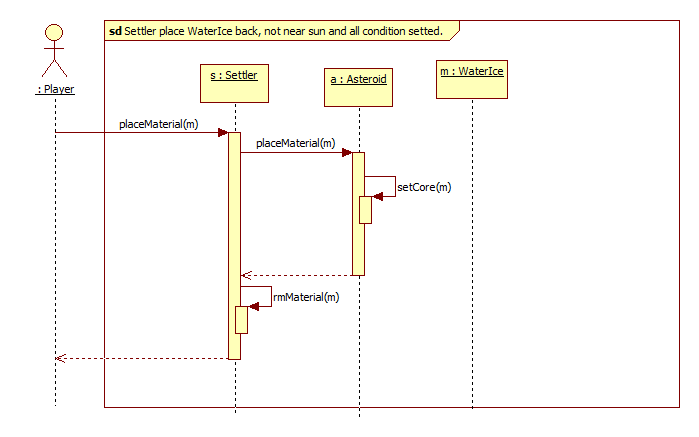 sd Settler place WaterIce back, not near sun and all condition setted.
s : Settler
a : Asteroid
m : WaterIce
: Player
placeMaterial(m)
placeMaterial(m)
setCore(m)
rmMaterial(m)